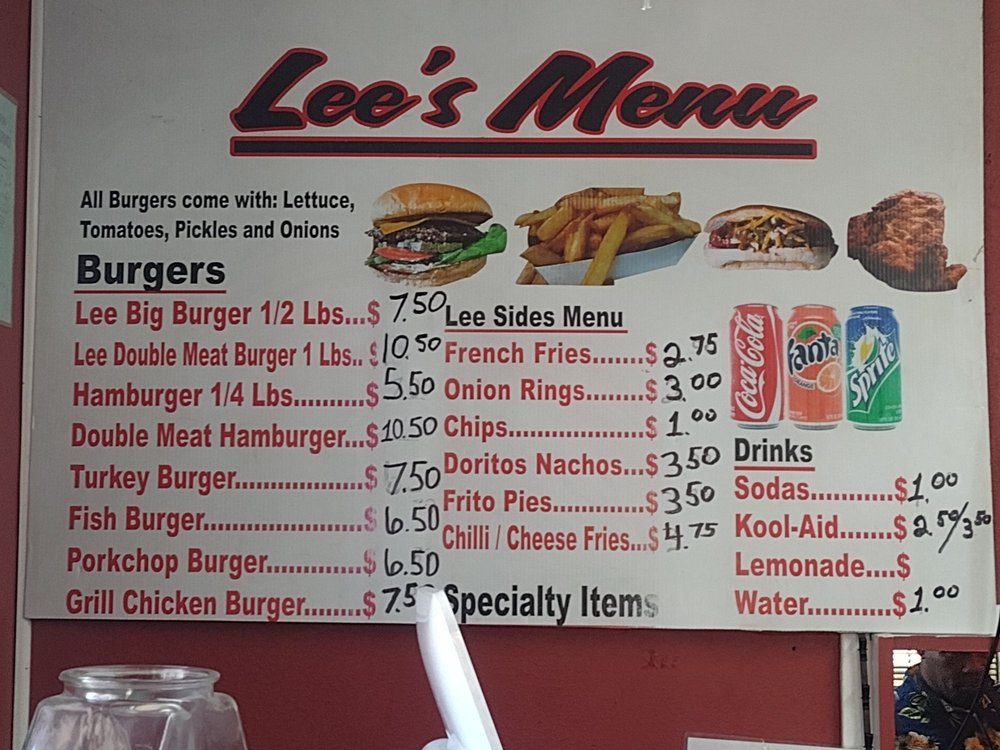 Lee's Menu
All Burgers come with: Lettuce,
Tomatoes, Pickles and Onions
Burgers
Lee Big Burger 1/2 Lbs...$ 7.50
Lee Double Meat Burger 1 Lbs.. $10.50
Hamburger 1/4 Lbs..........$5.50
Double Meat Hamburger...$10.50
Turkey Burger..................$7.50
Fish Burger......................$ 6.50
Porkchop Burger.............$ 6.50
Grill Chicken Burger........$ 7.50
Lee Sides Menu
French Fries.......$ 2.75
Onion Rings........$ 3.00
Chips..................$ 1.00
Doritos Nachos...$3.50
Frito Pies............$3.50
Chilli / Cheese Fries...$4.75
Specialty Items
Coca-Cola
Fanta
ORANGE
Sprite
Drinks
Sodas............$1.00
Kool-Aid........$ 2.50/3.50
Lemonade....$
Water............$1.00